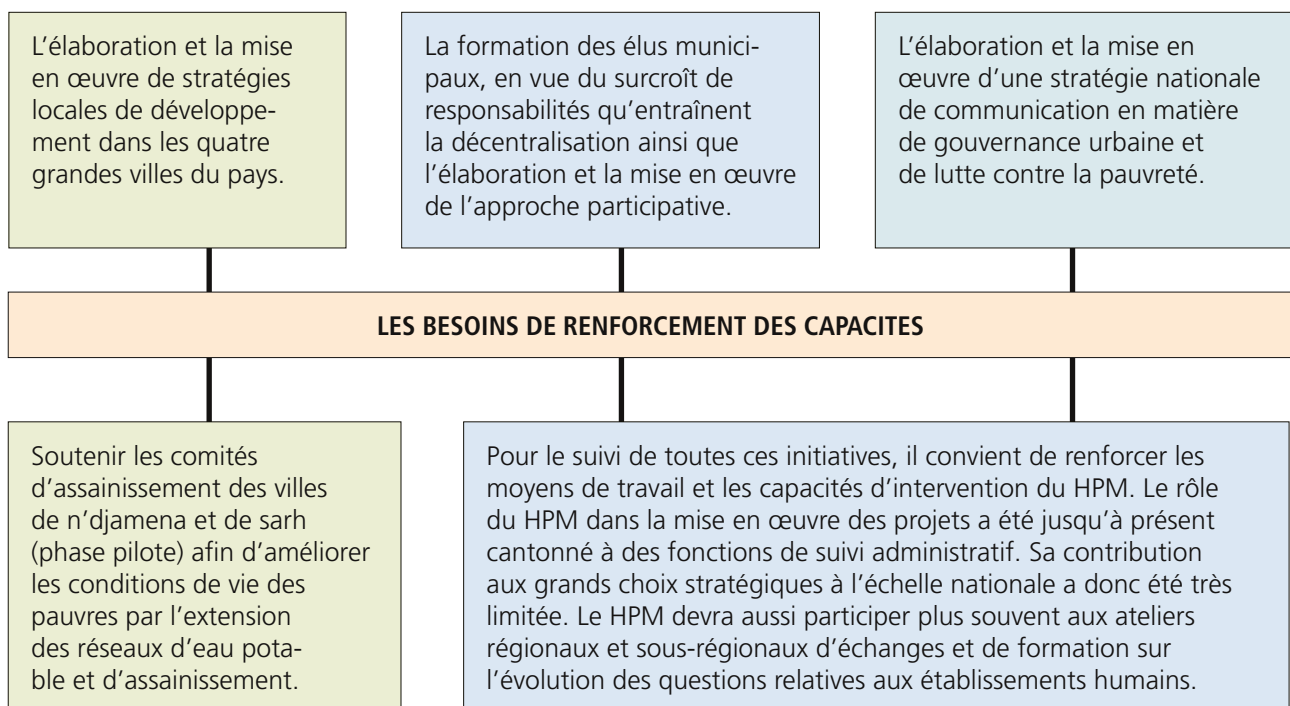 L'élaboration et la mise
en œuvre de stratégies
locales de développe-
ment dans les quatre
grandes villes du pays.
La formation des élus munici-
paux, en vue du surcroît de
responsabilités qu'entraînent
la décentralisation ainsi que
l'élaboration et la mise en œuvre
de l'approche participative.
L'élaboration et la mise en
œuvre d'une stratégie nationale
de communication en matière
de gouvernance urbaine et
de lutte contre la pauvreté.
LES BESOINS DE RENFORCEMENT DES CAPACITES
Soutenir les comités
d'assainissement des villes
de n'djamena et de sarh
(phase pilote) afin d'améliorer
les conditions de vie des
pauvres par l'extension
des réseaux d'eau pota-
ble et d'assainissement.
Pour le suivi de toutes ces initiatives, il convient de renforcer les
moyens de travail et les capacités d'intervention du HPM. Le rôle
du HPM dans la mise en œuvre des projets a été jusqu'à présent
cantonné à des fonctions de suivi administratif. Sa contribution
aux grands choix stratégiques à l'échelle nationale a donc été très
limitée. Le HPM devra aussi participer plus souvent aux ateliers
régionaux et sous-régionaux d'échanges et de formation sur
l'évolution des questions relatives aux établissements humains.